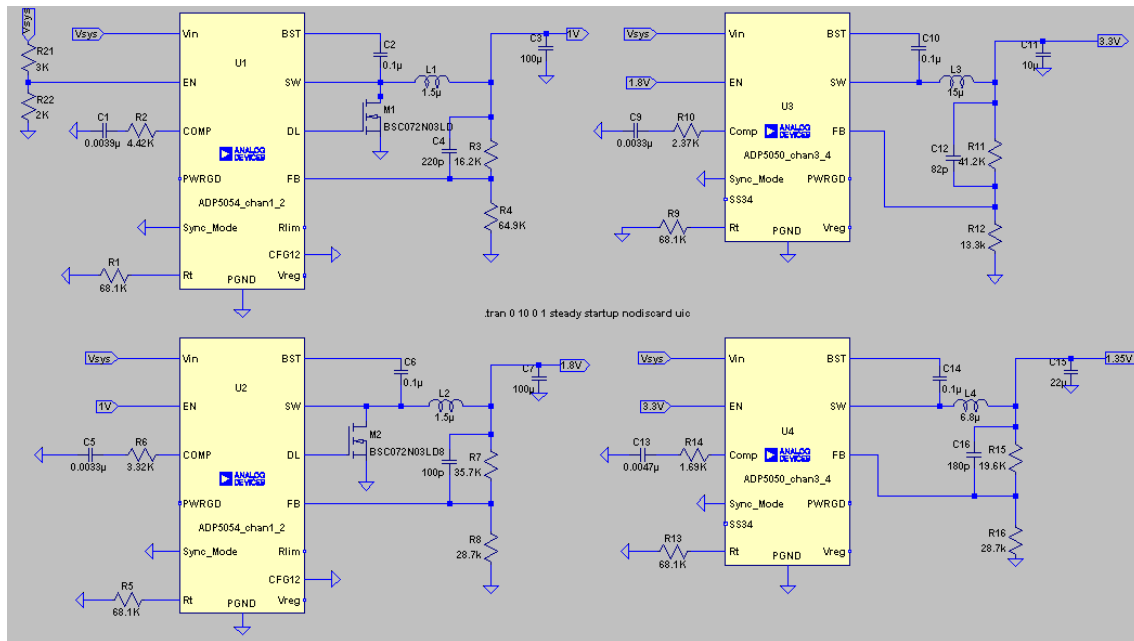 Vsys
R21
3K
R22
2K
Vsys
Vin
BST
C2
0.1µ
C3
100µ
1V
U1
EN
SW
L1
1.5µ
M1
BSC072N03LD
C1
0.0039µ
R2
4.42K
COMP
DL
ANALOG
DEVICES
C4
220p
R3
16.2K
PWRGD
FB
ADP5054_chan1_2
R4
64.9K
Sync_Mode
Rlim
CFG12
R1
68.1K
Rt
Vreg
PGND
Vsys
Vin
BST
C10
0.1µ
C11
10µ
3.3V
1.8V
EN
SW
L3
15µ
U3
C9
0.0033µ
R10
2.37K
Comp
FB
ANALOG
DEVICES
ADP5050_chan3_4
C12
82p
R11
41.2K
Sync_Mode
PWRGD
SS34
R9
68.1K
Rt
Vreg
R12
13.3k
PGND
.tran 0 10 0 1 steady startup nodiscard uic
Vsys
Vin
BST
C6
0.1µ
C7
100µ
1.8V
U2
1V
EN
SW
L2
1.5µ
M2
BSC072N03LD8
C5
0.0033µ
R6
3.32K
COMP
DL
ANALOG
DEVICES
100p
R7
35.7K
PWRGD
FB
ADP5054_chan1_2
R8
28.7k
Sync_Mode
Rlim
CFG12
R5
68.1K
Rt
Vreg
PGND
Vsys
Vin
BST
C14
0.1µ
C15
22µ
1.35V
3.3V
EN
SW
L4
6.8µ
U4
C13
0.0047µ
R14
1.69K
Comp
FB
ANALOG
DEVICES
ADP5050_chan3_4
C16
180p
R15
19.6K
Sync_Mode
PWRGD
SS34
R13
68.1K
Rt
Vreg
R16
28.7k
PGND